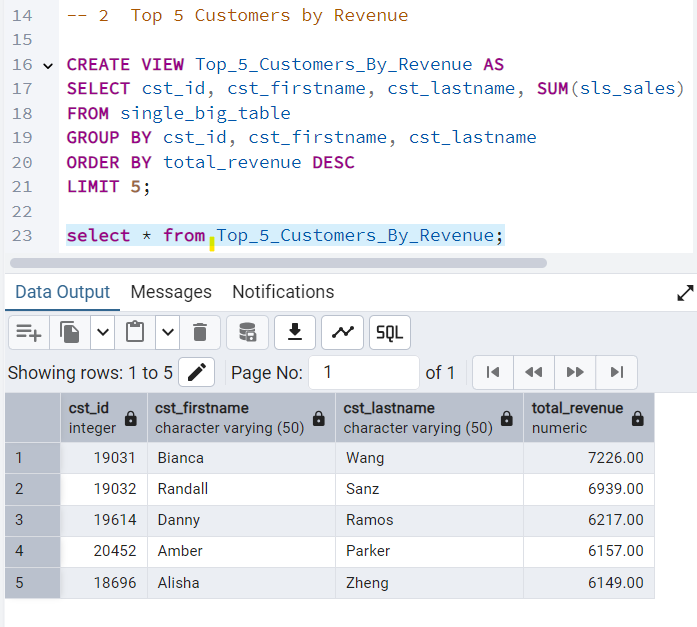 14 -- 2  Top 5 Customers by Revenue
15
16 CREATE VIEW Top_5_Customers_By_Revenue AS
17 SELECT cst_id, cst_firstname, cst_lastname, SUM(sls_sales)
18 FROM single_big_table
19 GROUP BY cst_id, cst_firstname, cst_lastname
20 ORDER BY total_revenue DESC
21 LIMIT 5;
22
23 select * from Top_5_Customers_By_Revenue;
Data Output Messages Notifications
SQL
Showing rows: 1 to 5 Page No: 1 of 1
cst_id cst_firstname cst_lastname total_revenue
integer character varying (50) character varying (50) numeric
1 19031 Bianca Wang 7226.00
2 19032 Randall Sanz 6939.00
3 19614 Danny Ramos 6217.00
4 20452 Amber Parker 6157.00
5 18696 Alisha Zheng 6149.00